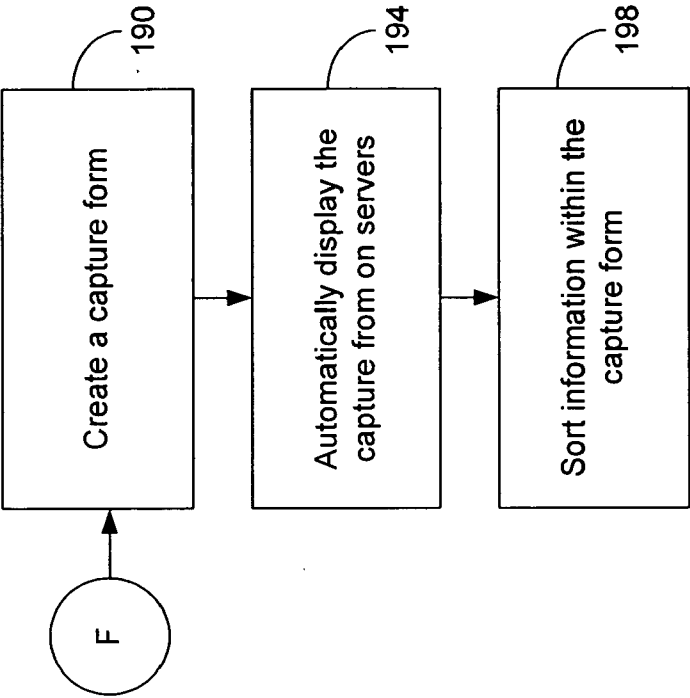 F
Create a capture form
190
Automatically display the
capture from on servers
194
Sort information within the
capture form
198